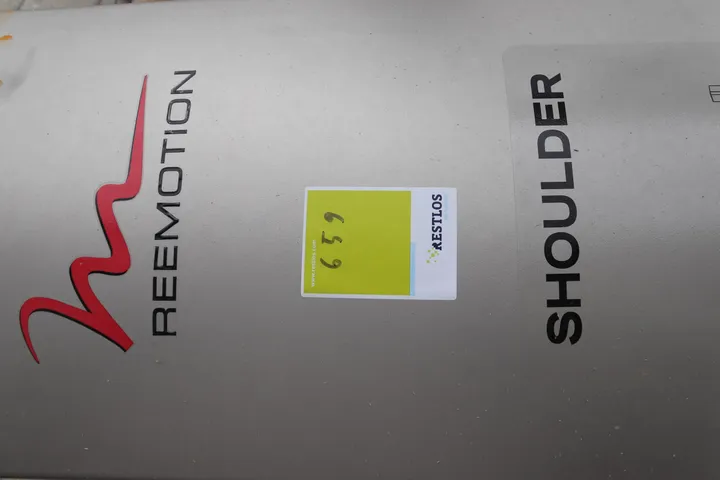 REEMOTION
659
RESTLOS
SHOULDER